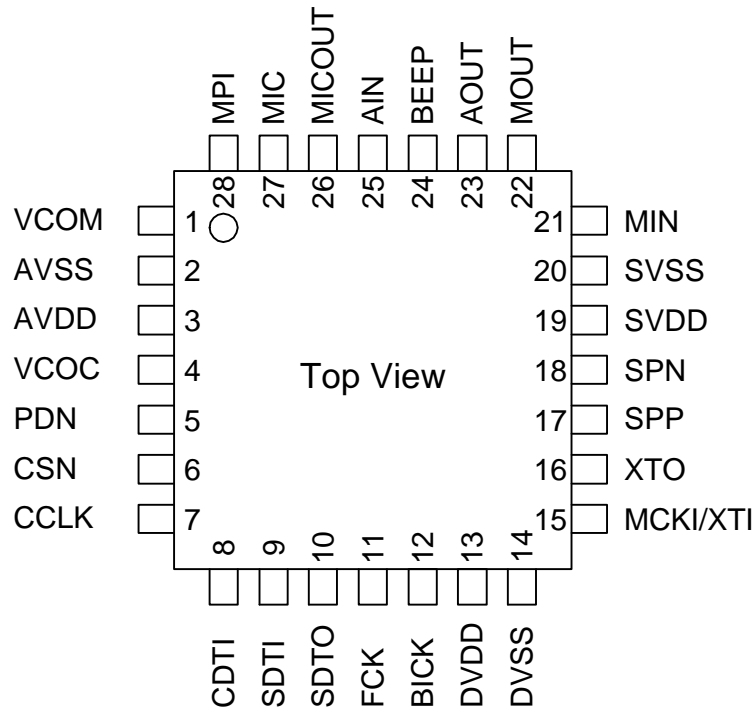 MPI
MIC
MICOUT
AIN
BEEP
AOUT
MOUT
28
27
26
25
24
23
22
VCOM 1
AVSS 2
AVDD 3
VCOC 4
PDN 5
CSN 6
CCLK 7
Top View
21 MIN
20 SVSS
19 SVDD
18 SPN
17 SPP
16 XTO
15 MCKI/XTI
8
9
10
11
12
13
14
CDTI
SDTI
SDTO
FCK
BICK
DVDD
DVSS